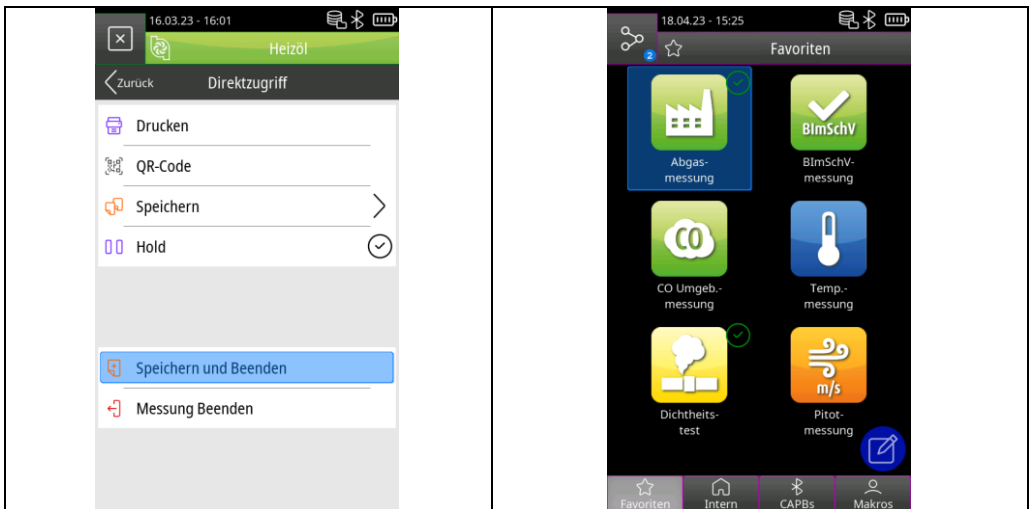 16.03.23 - 16:01
Heizöl
Zurück
Direktzugriff
Drucken
QR-Code
Speichern
Hold
Speichern und Beenden
Messung Beenden
18.04.23 - 15:25
2
Favoriten
BImSchV
Abgas-
messung
BImSchV-
messung
CO
CO Umgeb.-
messung
Temp.-
messung
m/s
Dichtheits-
test
Pitot-
messung
Favoriten
Intern
CAPBs
Makros